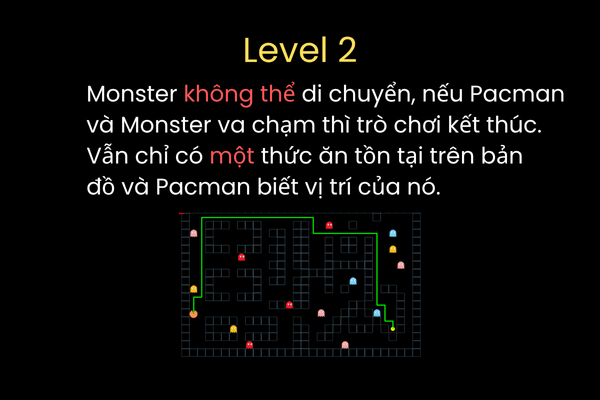 Level 2
Monster không thể di chuyển, nếu Pacman
và Monster va chạm thì trò chơi kết thúc.
Vẫn chỉ có một thức ăn tồn tại trên bản
đồ và Pacman biết vị trí của nó.